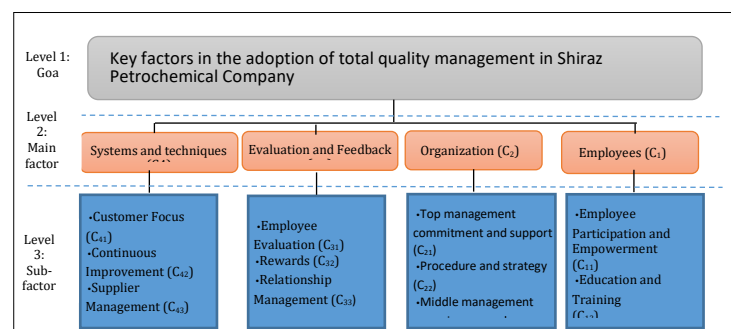 Level 1:
Goa
Key factors in the adoption of total quality management in Shiraz
Petrochemical Company
Level
2:
Main
factor
Systems and techniques
Evaluation and Feedback
Organization (C₂)
Employees (C₁)
Level
3:
Sub-
factor
•Customer Focus
(C₄₁)
•Continuous
Improvement (C₄₂)
•Supplier
Management (C₄₃)
•Employee
Evaluation (C₃₁)
•Rewards (C₃₂)
•Relationship
Management (C₃₃)
•Top management
commitment and support
(C₂₁)
•Procedure and strategy
(C₂₂)
•Middle management
•Employee
Participation and
Empowerment
(C₁₁)
•Education and
Training